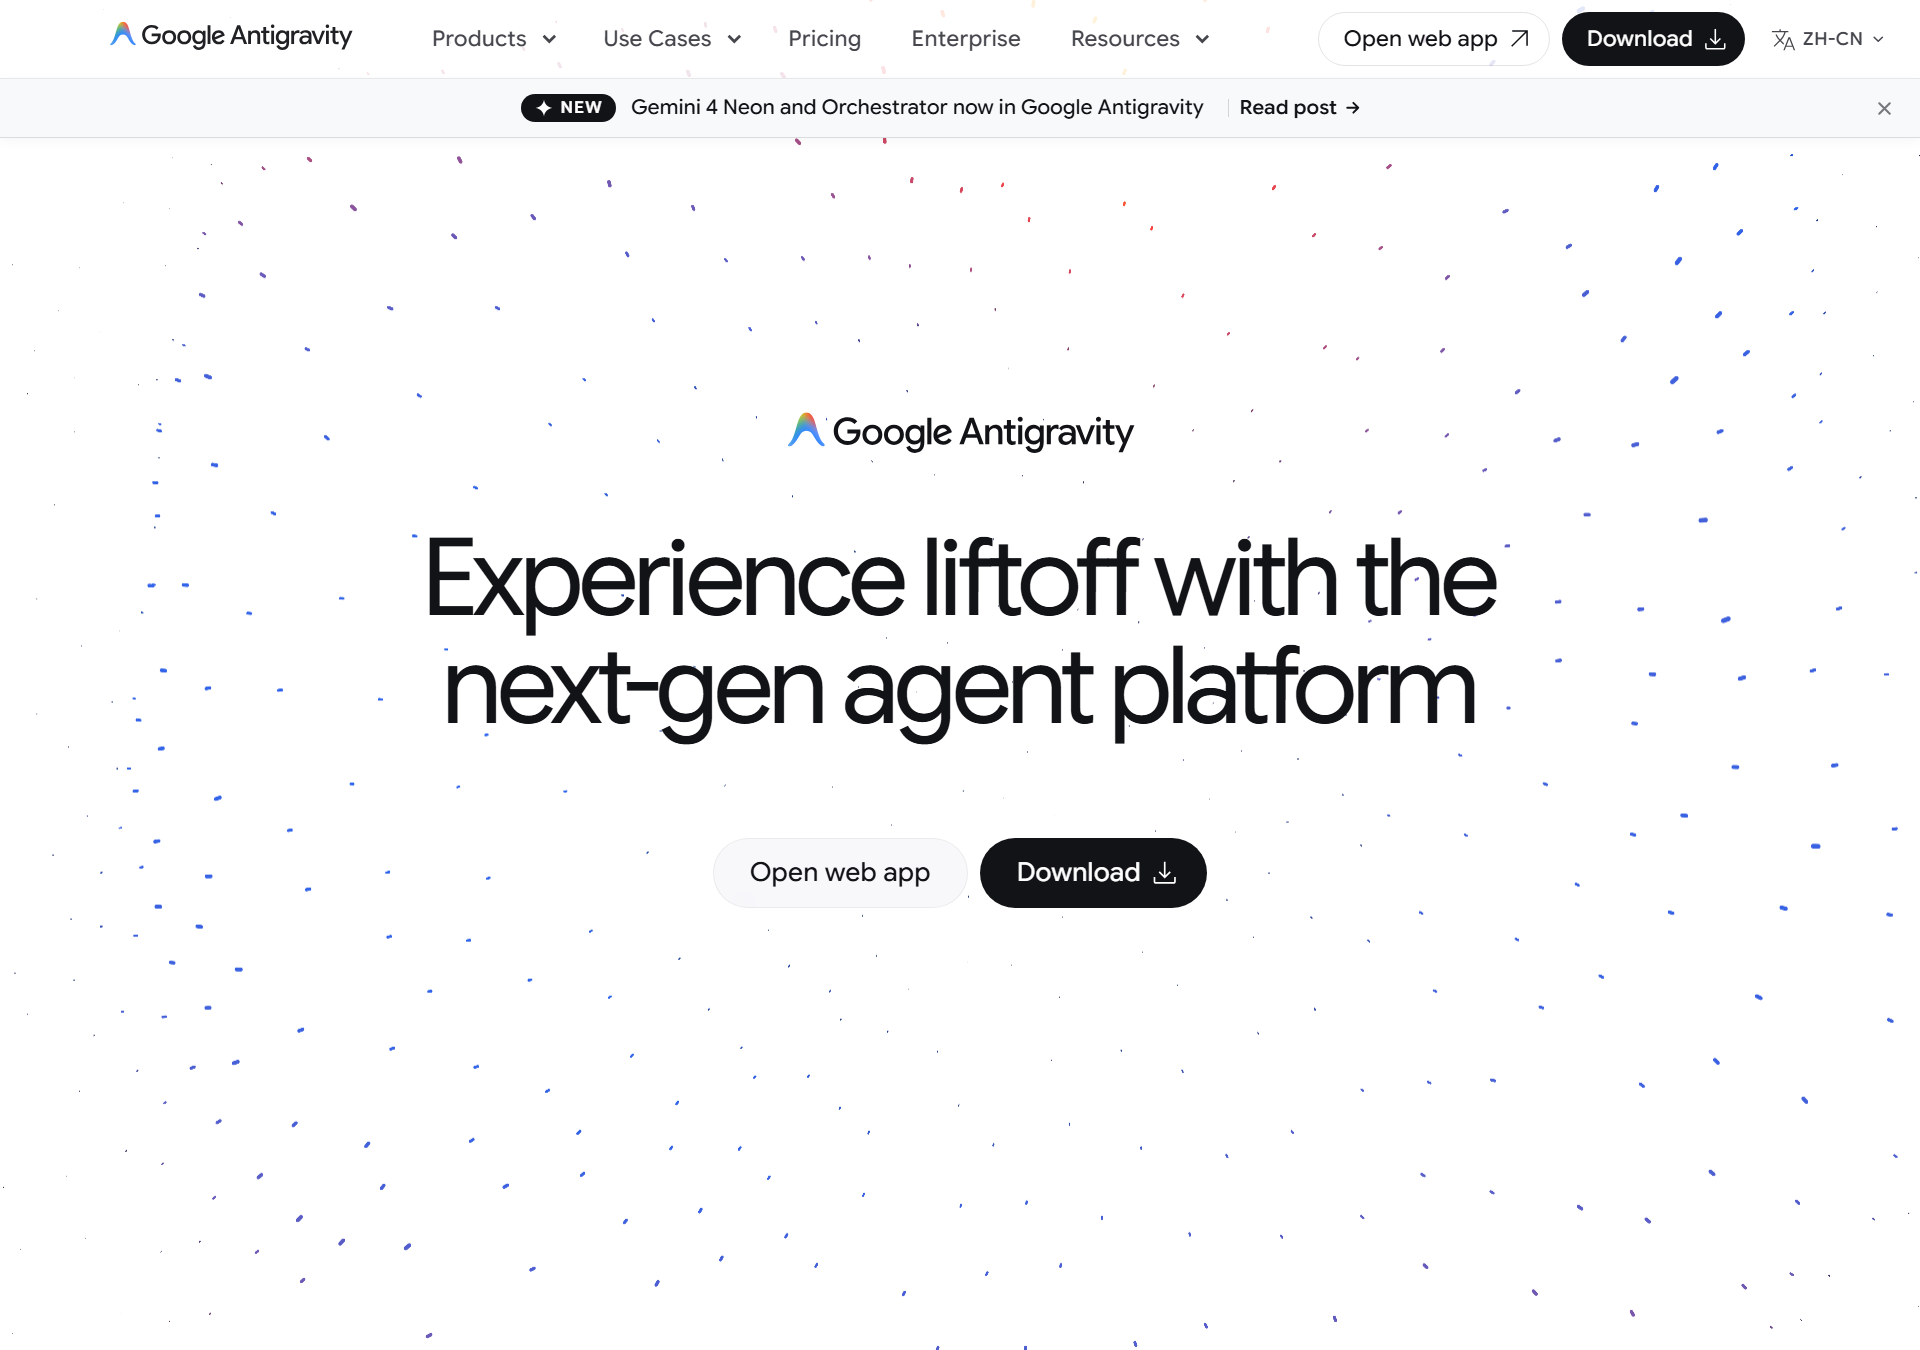 Google Antigravity
Products
Use Cases
Pricing
Enterprise
Resources
Open web app
Download
ZH-CN
NEW
Gemini 4 Neon and Orchestrator now in Google Antigravity
Read post →
Google Antigravity
Experience liftoff with the
next-gen agent platform
Open web app
Download